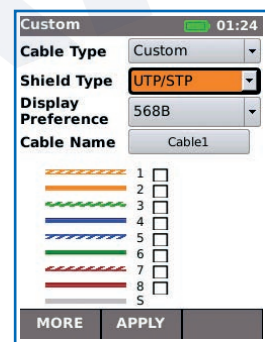 Custom 01:24
Cable Type Custom
Shield Type UTP/STP
Display
Preference 568B
Cable Name Cable1
1
2
3
4
5
6
7
8
S
MORE APPLY